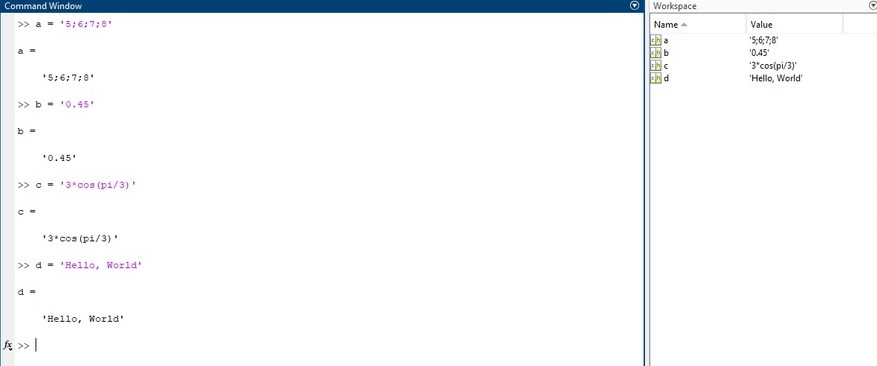 Command Window
>> a = '5;6;7;8'
a =
'5;6;7;8'
>> b = '0.45'
b =
'0.45'
>> c = '3*cos(pi/3)'
c =
'3*cos(pi/3)'
>> d = 'Hello, World'
d =
'Hello, World'
fx >>
Workspace
Name Value
a '5;6;7;8'
b '0.45'
c '3*cos(pi/3)'
d 'Hello, World'